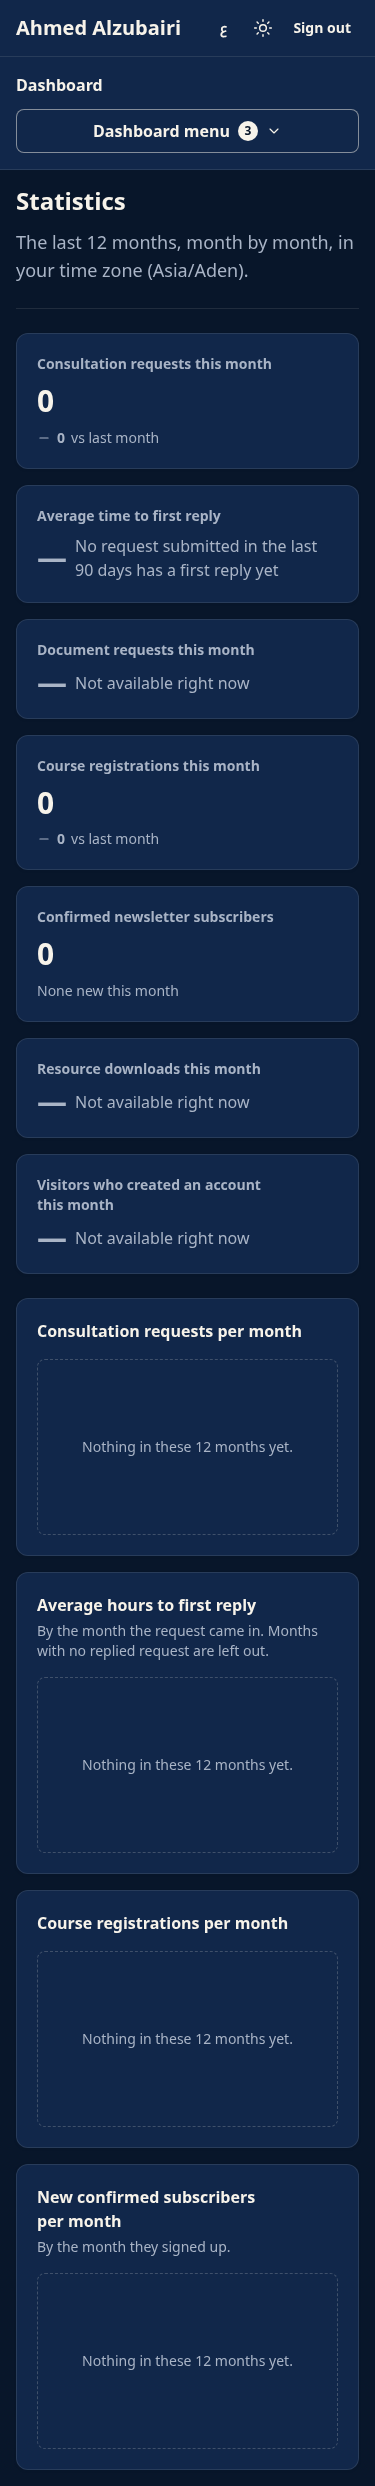 Ahmed Alzubairi
ع
Sign out
Dashboard
Dashboard menu 3
Statistics
The last 12 months, month by month, in
your time zone (Asia/Aden).
Consultation requests this month
0
— 0 vs last month
Average time to first reply
— No request submitted in the last
90 days has a first reply yet
Document requests this month
— Not available right now
Course registrations this month
0
— 0 vs last month
Confirmed newsletter subscribers
0
None new this month
Resource downloads this month
— Not available right now
Visitors who created an account
this month
— Not available right now
Consultation requests per month
Nothing in these 12 months yet.
Average hours to first reply
By the month the request came in. Months
with no replied request are left out.
Nothing in these 12 months yet.
Course registrations per month
Nothing in these 12 months yet.
New confirmed subscribers
per month
By the month they signed up.
Nothing in these 12 months yet.